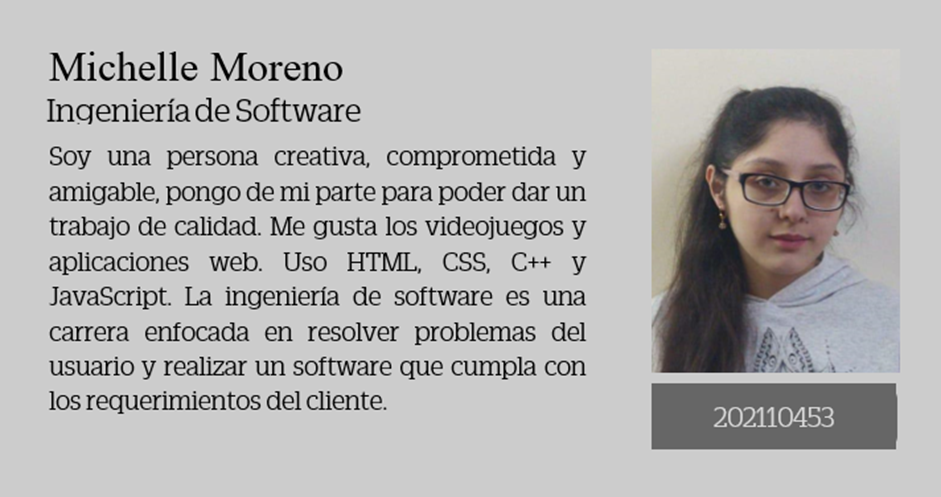 Michelle Moreno
Ingeniería de Software
Soy una persona creativa, comprometida y
amigable, pongo de mi parte para poder dar un
trabajo de calidad. Me gusta los videojuegos y
aplicaciones web. Uso HTML, CSS, C++ y
JavaScript. La ingeniería de software es una
carrera enfocada en resolver problemas del
usuario y realizar un software que cumpla con
los requerimientos del cliente.
202110453